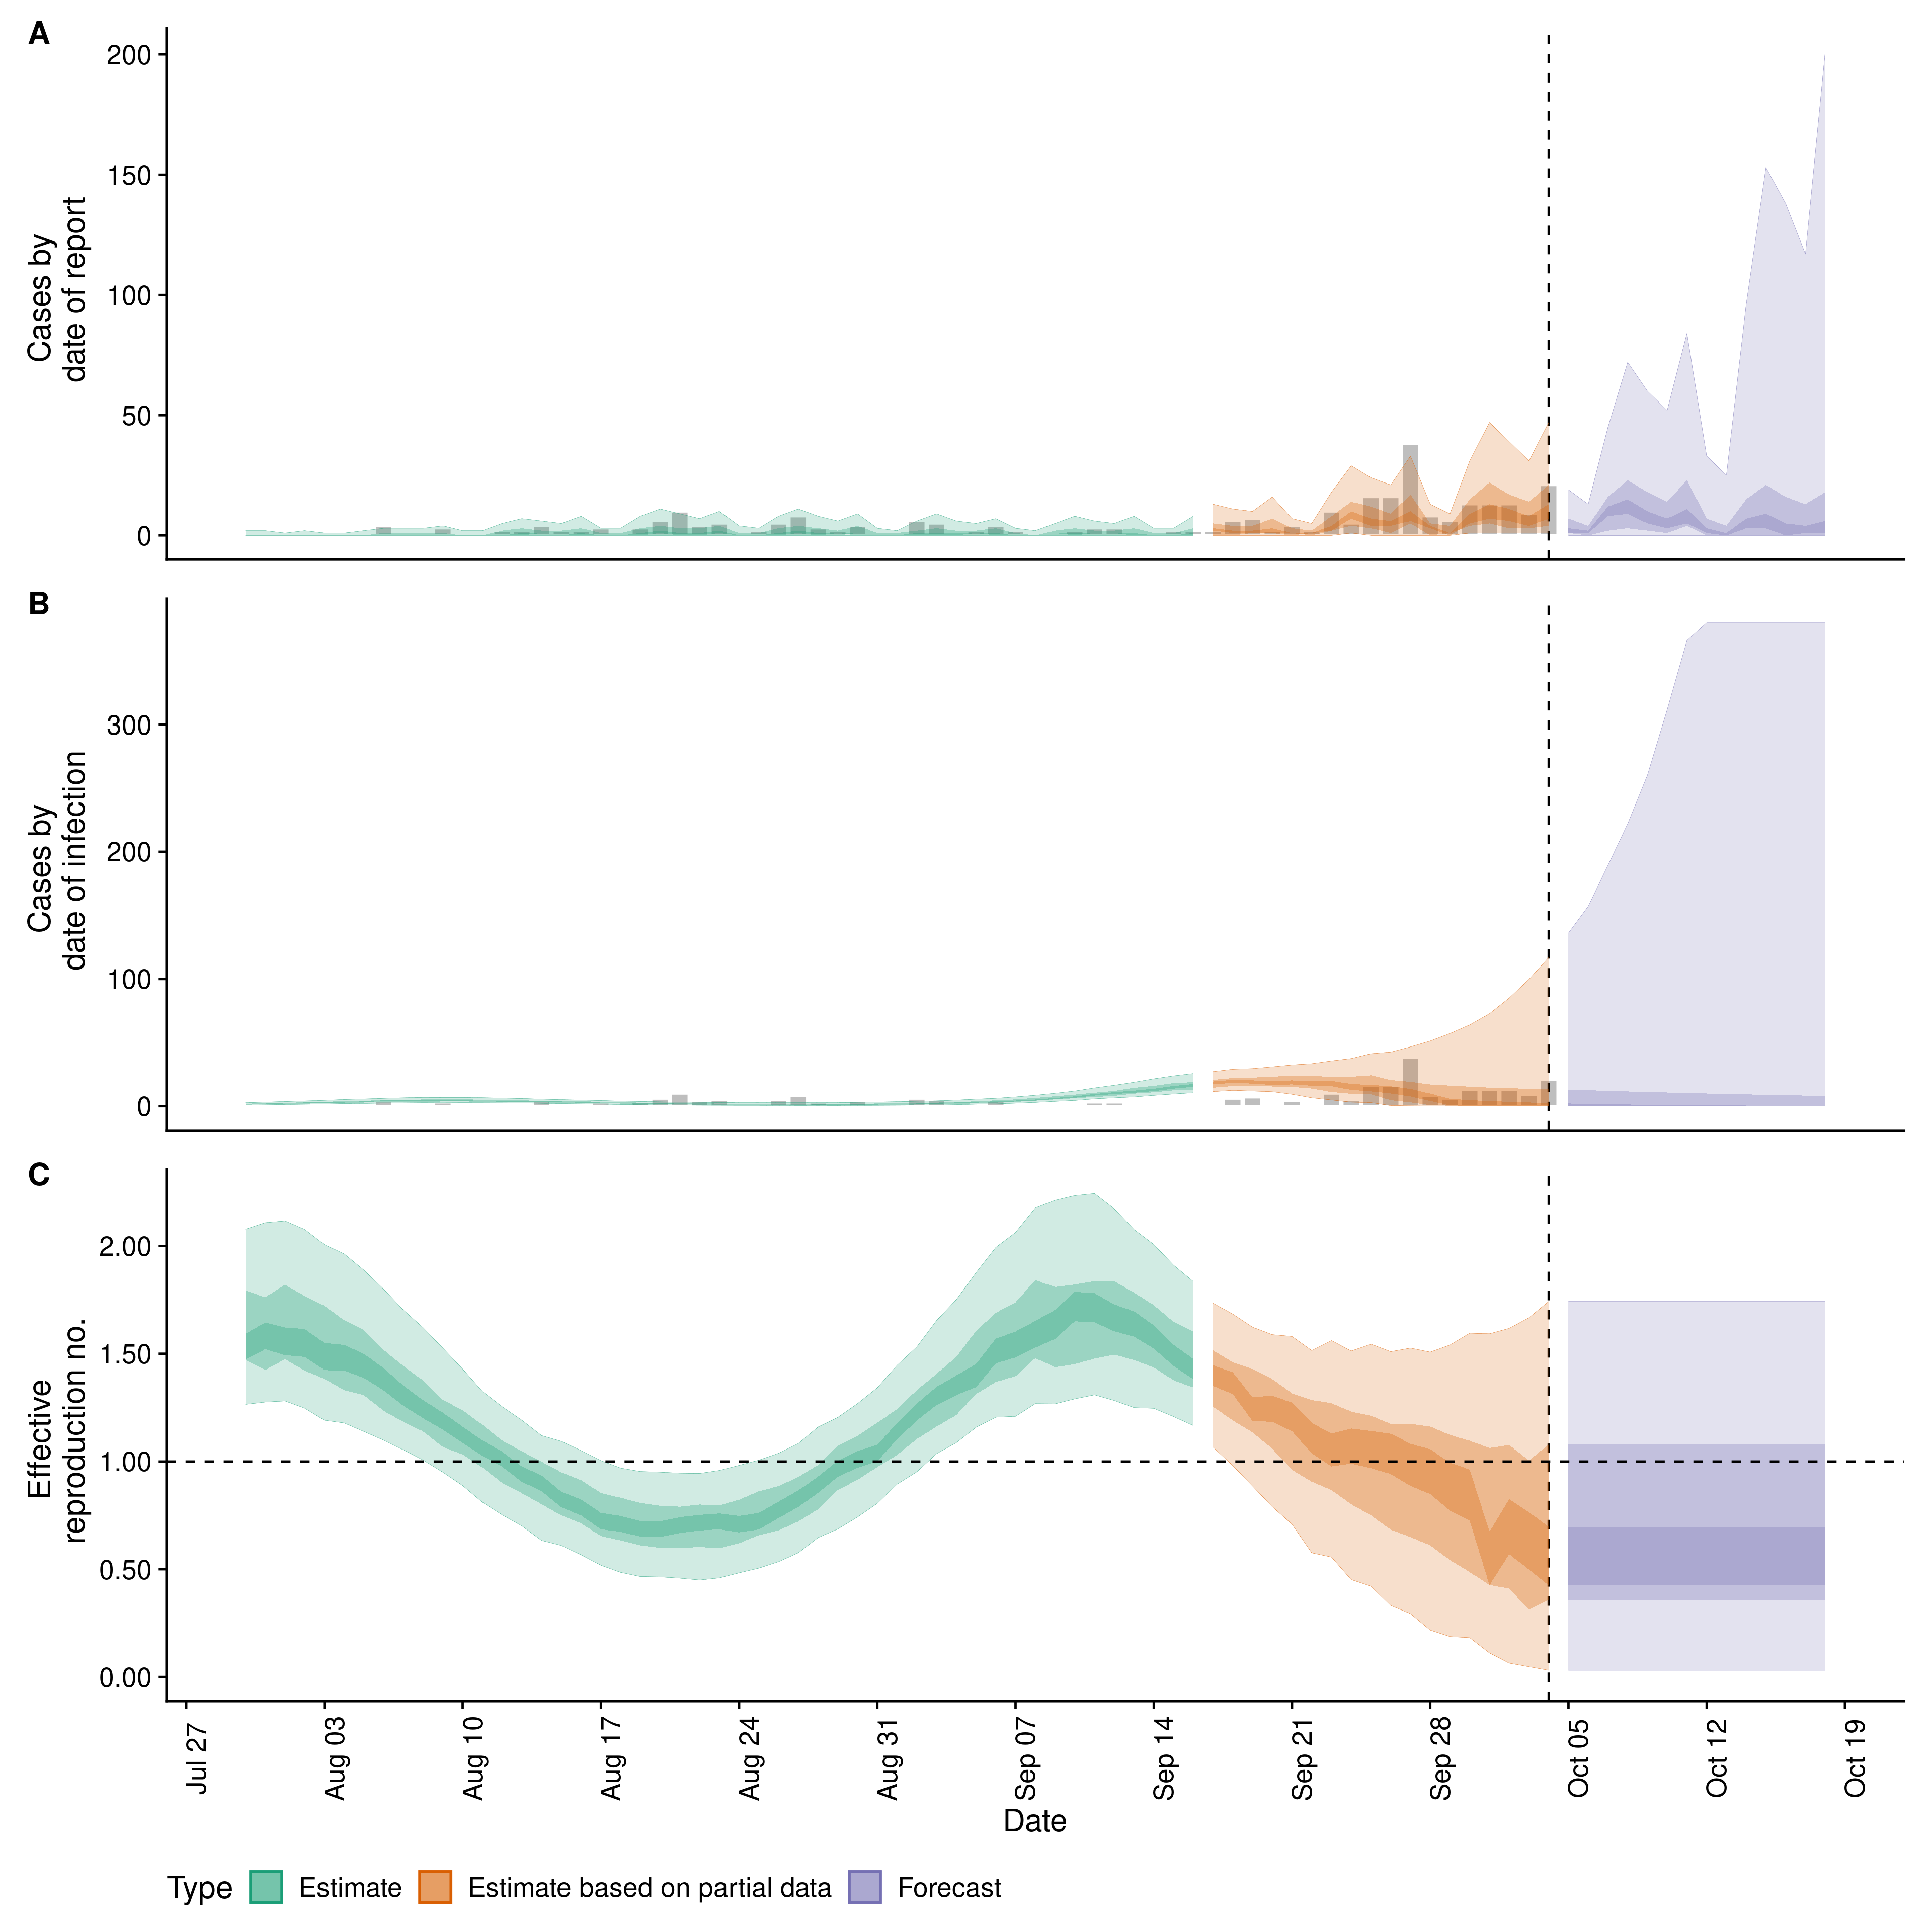 A
200
150
100
50
0
Cases by
date of report
B
300
200
100
0
Cases by
date of infection
C
2.00
1.50
1.00
0.50
0.00
Effective
reproduction no.
Jul 27
Aug 03
Aug 10
Aug 17
Aug 24
Aug 31
Sep 07
Sep 14
Sep 21
Sep 28
Oct 05
Oct 12
Oct 19
Date
Type Estimate Estimate based on partial data Forecast